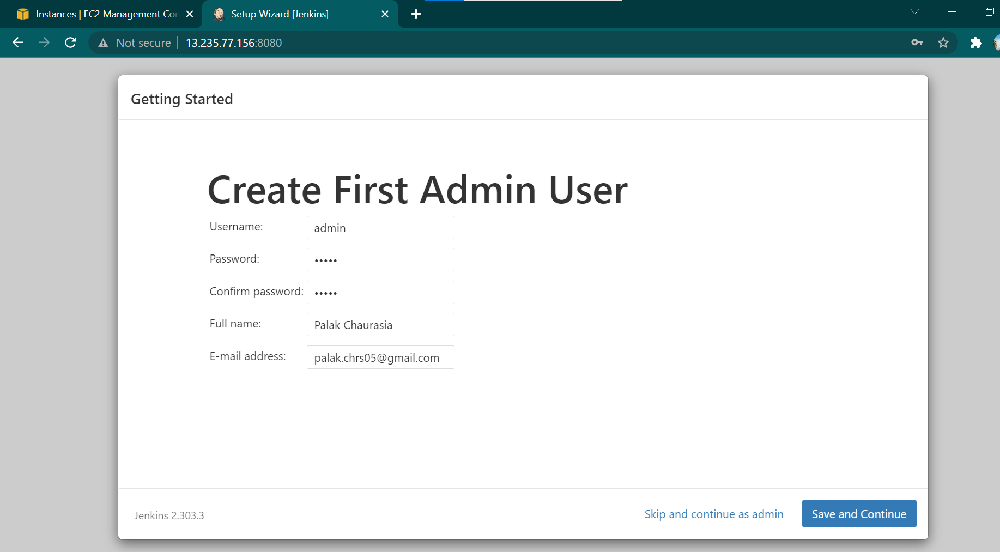 Instances | EC2 Management Con
Setup Wizard [Jenkins]
Not secure | 13.235.77.156:8080
Getting Started
Create First Admin User
Username: admin
Password: •••••
Confirm password: •••••
Full name: Palak Chaurasia
E-mail address: palak.chrs05@gmail.com
Jenkins 2.303.3
Skip and continue as admin
Save and Continue